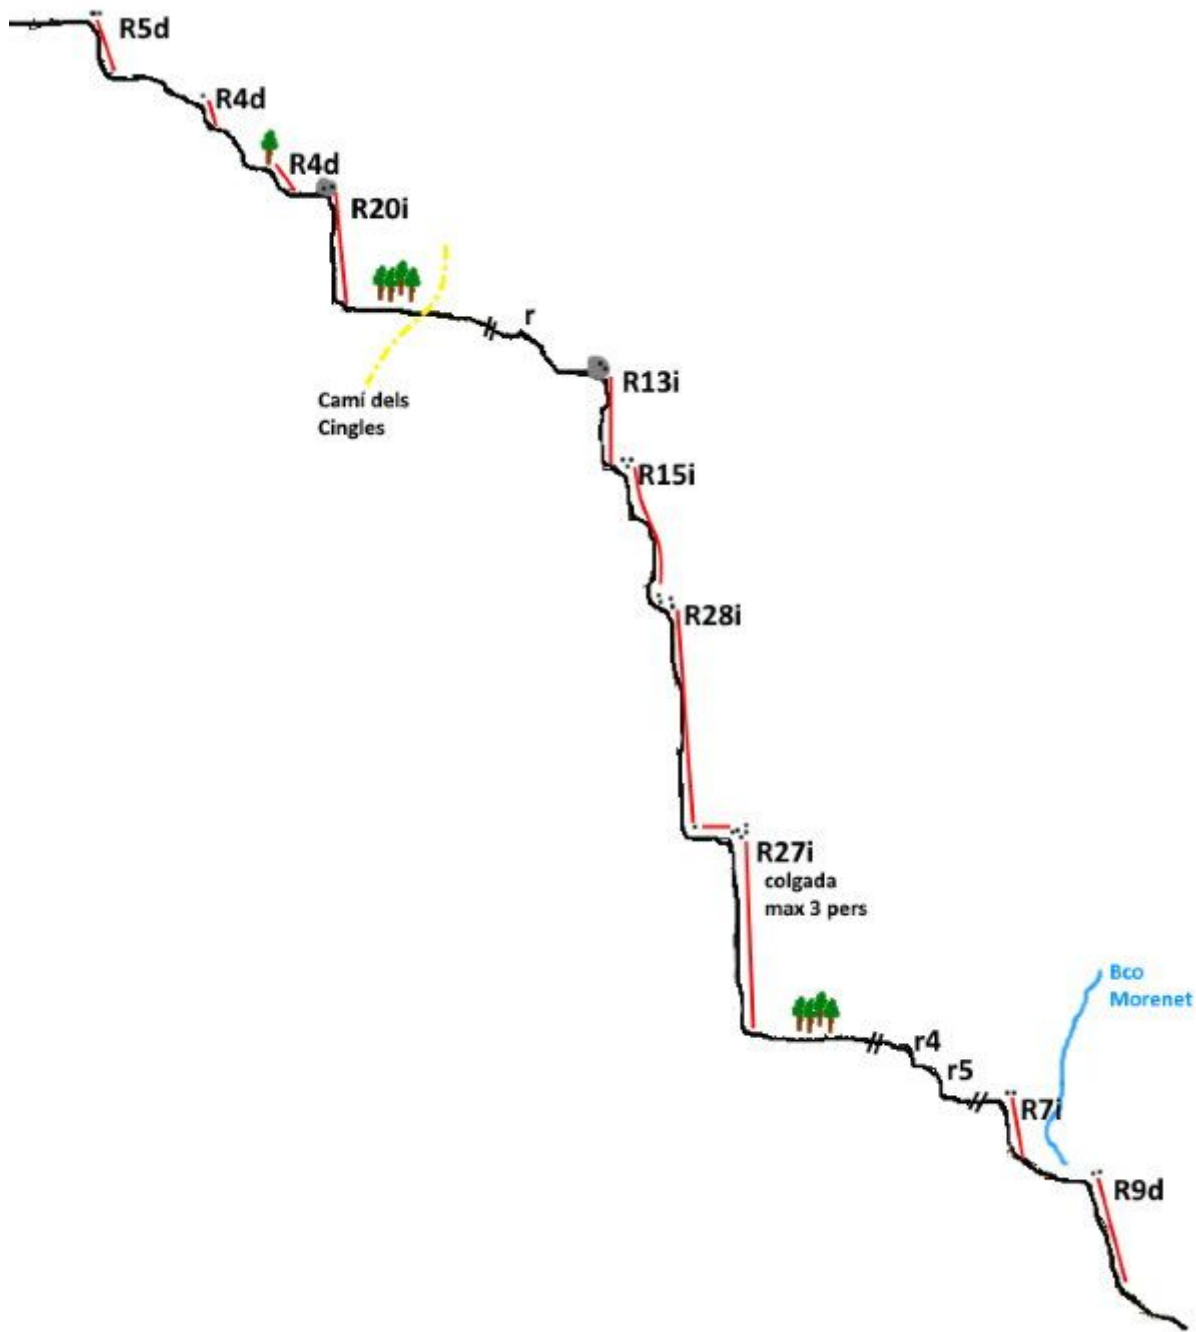 R5d
R4d
R4d
R20i
r
Camí dels
Cingles
R13i
R15i
R28i
R27i
colgada
max 3 pers
Bco
Morenet
r4
r5
R7i
R9d